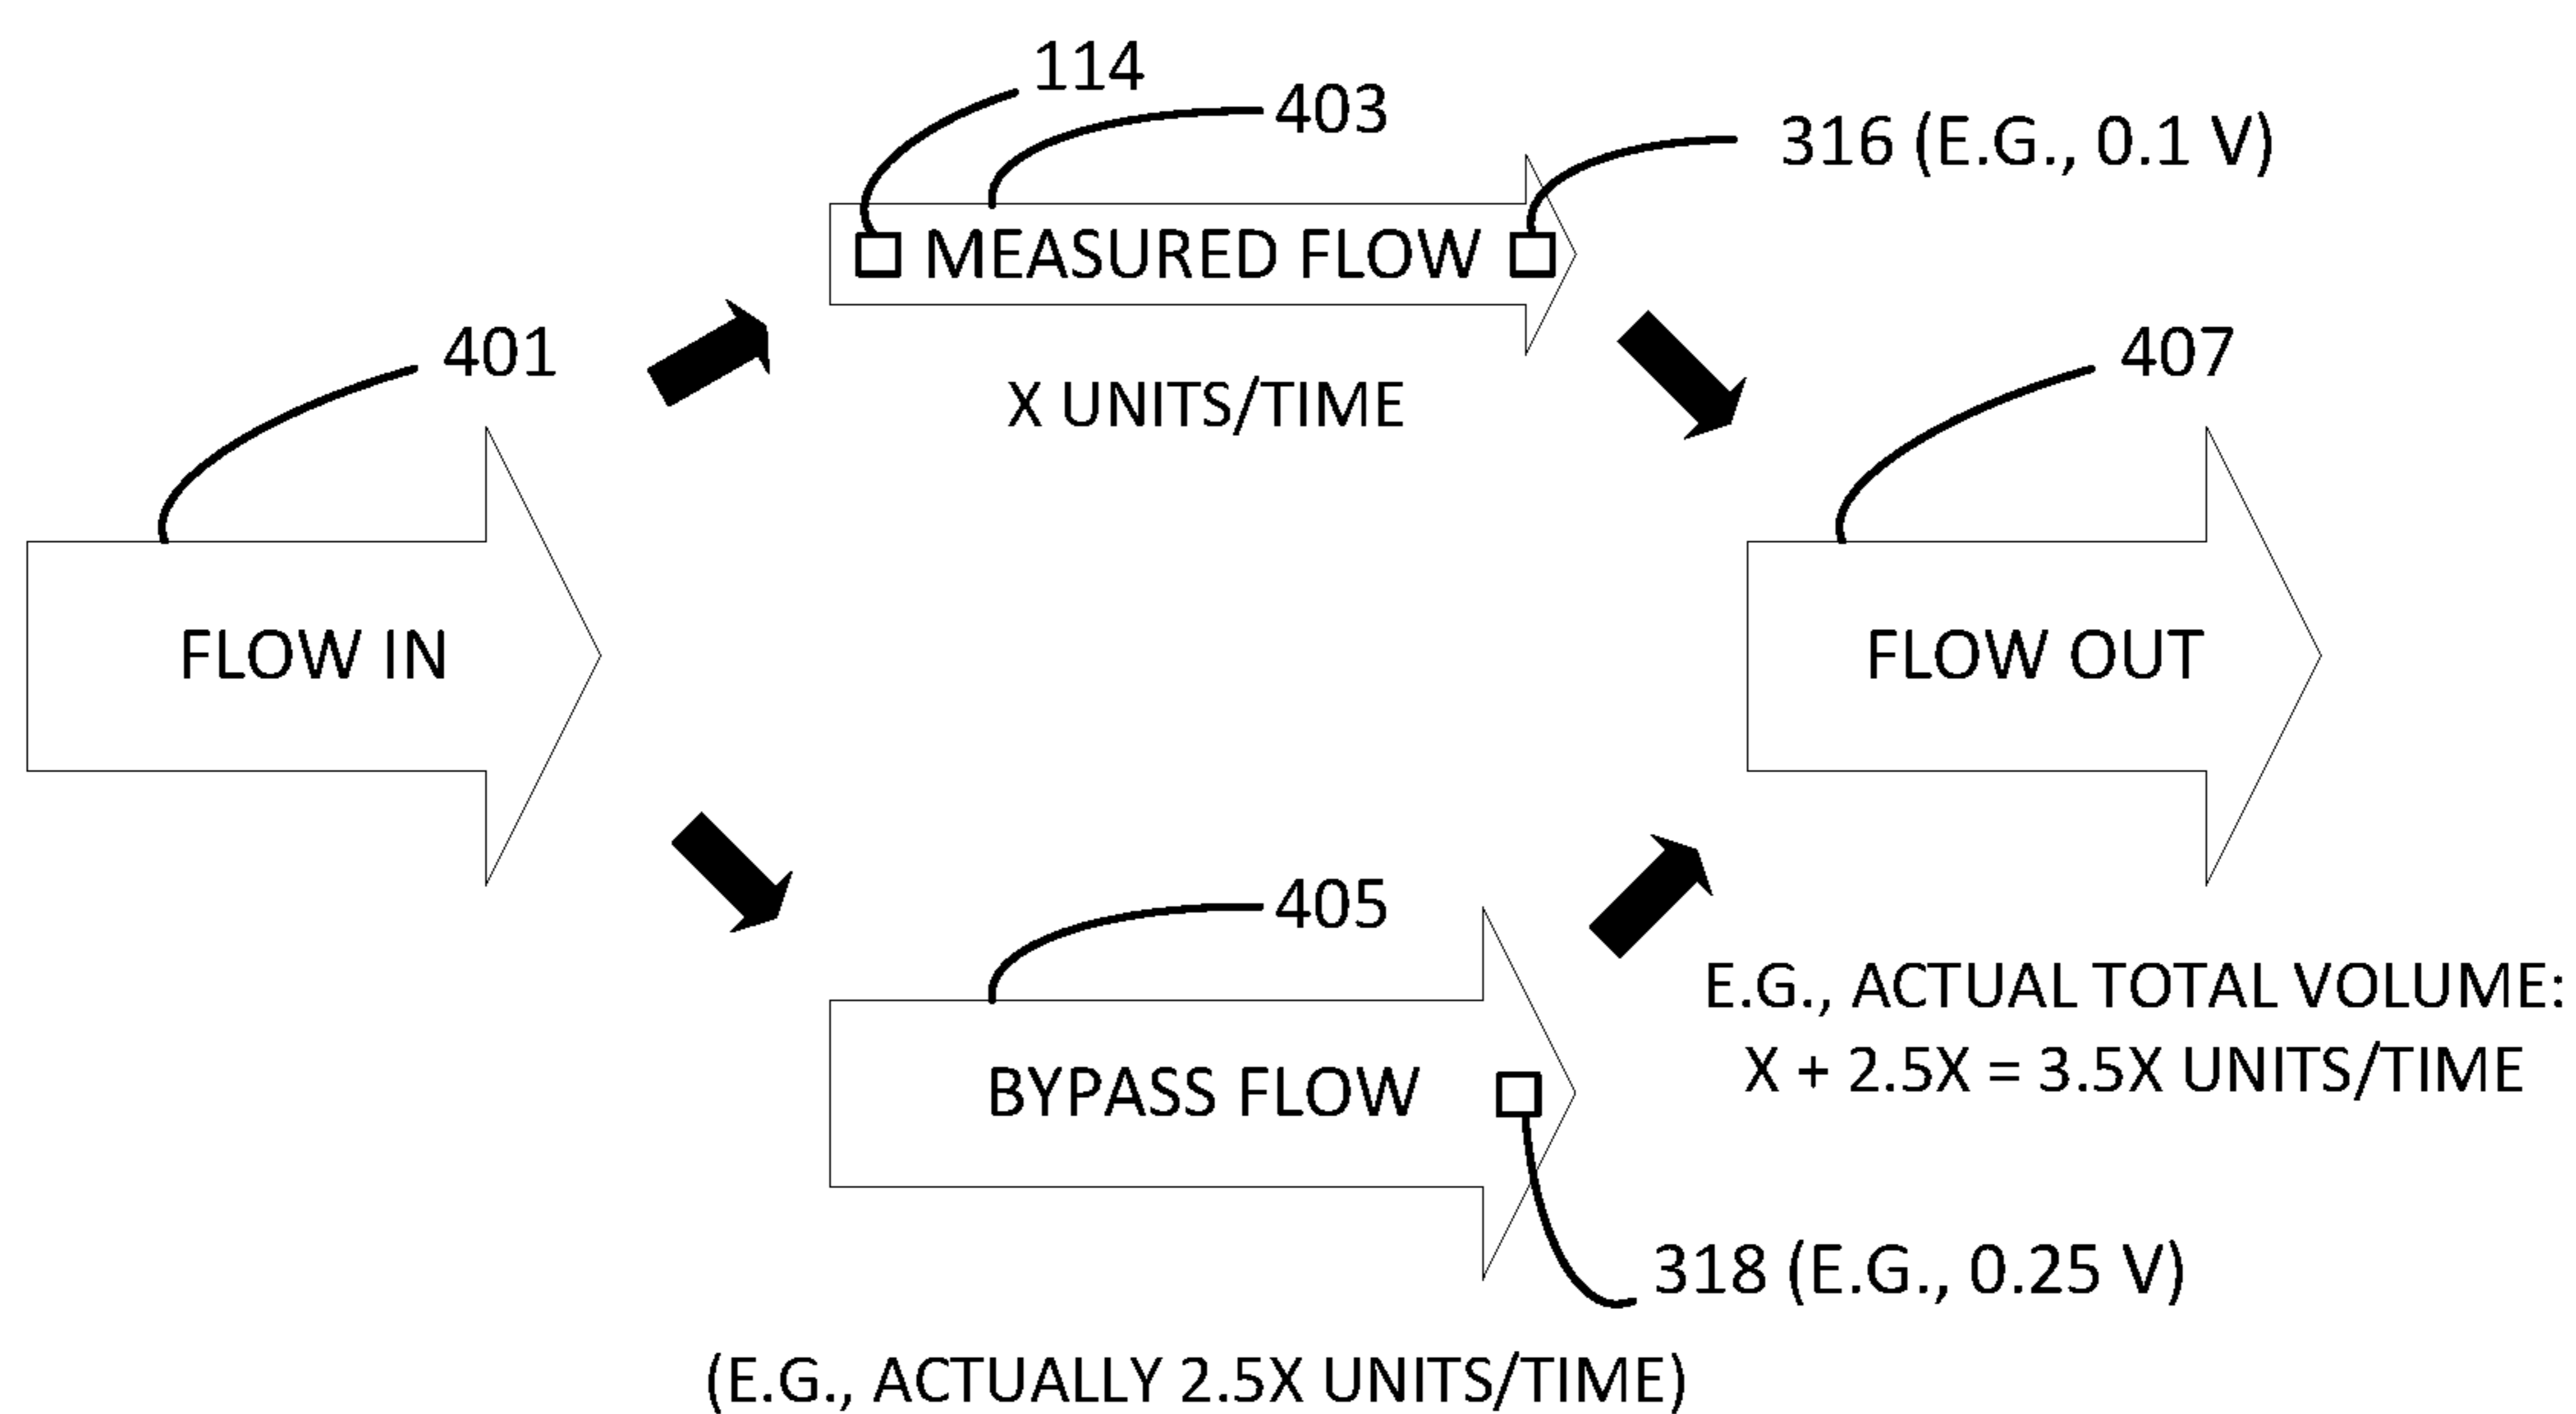 114
403
316 (E.G., 0.1 V)
MEASURED FLOW
401
X UNITS/TIME
407
FLOW IN
FLOW OUT
405
E.G., ACTUAL TOTAL VOLUME:
X + 2.5X = 3.5X UNITS/TIME
BYPASS FLOW
318 (E.G., 0.25 V)
(E.G., ACTUALLY 2.5X UNITS/TIME)